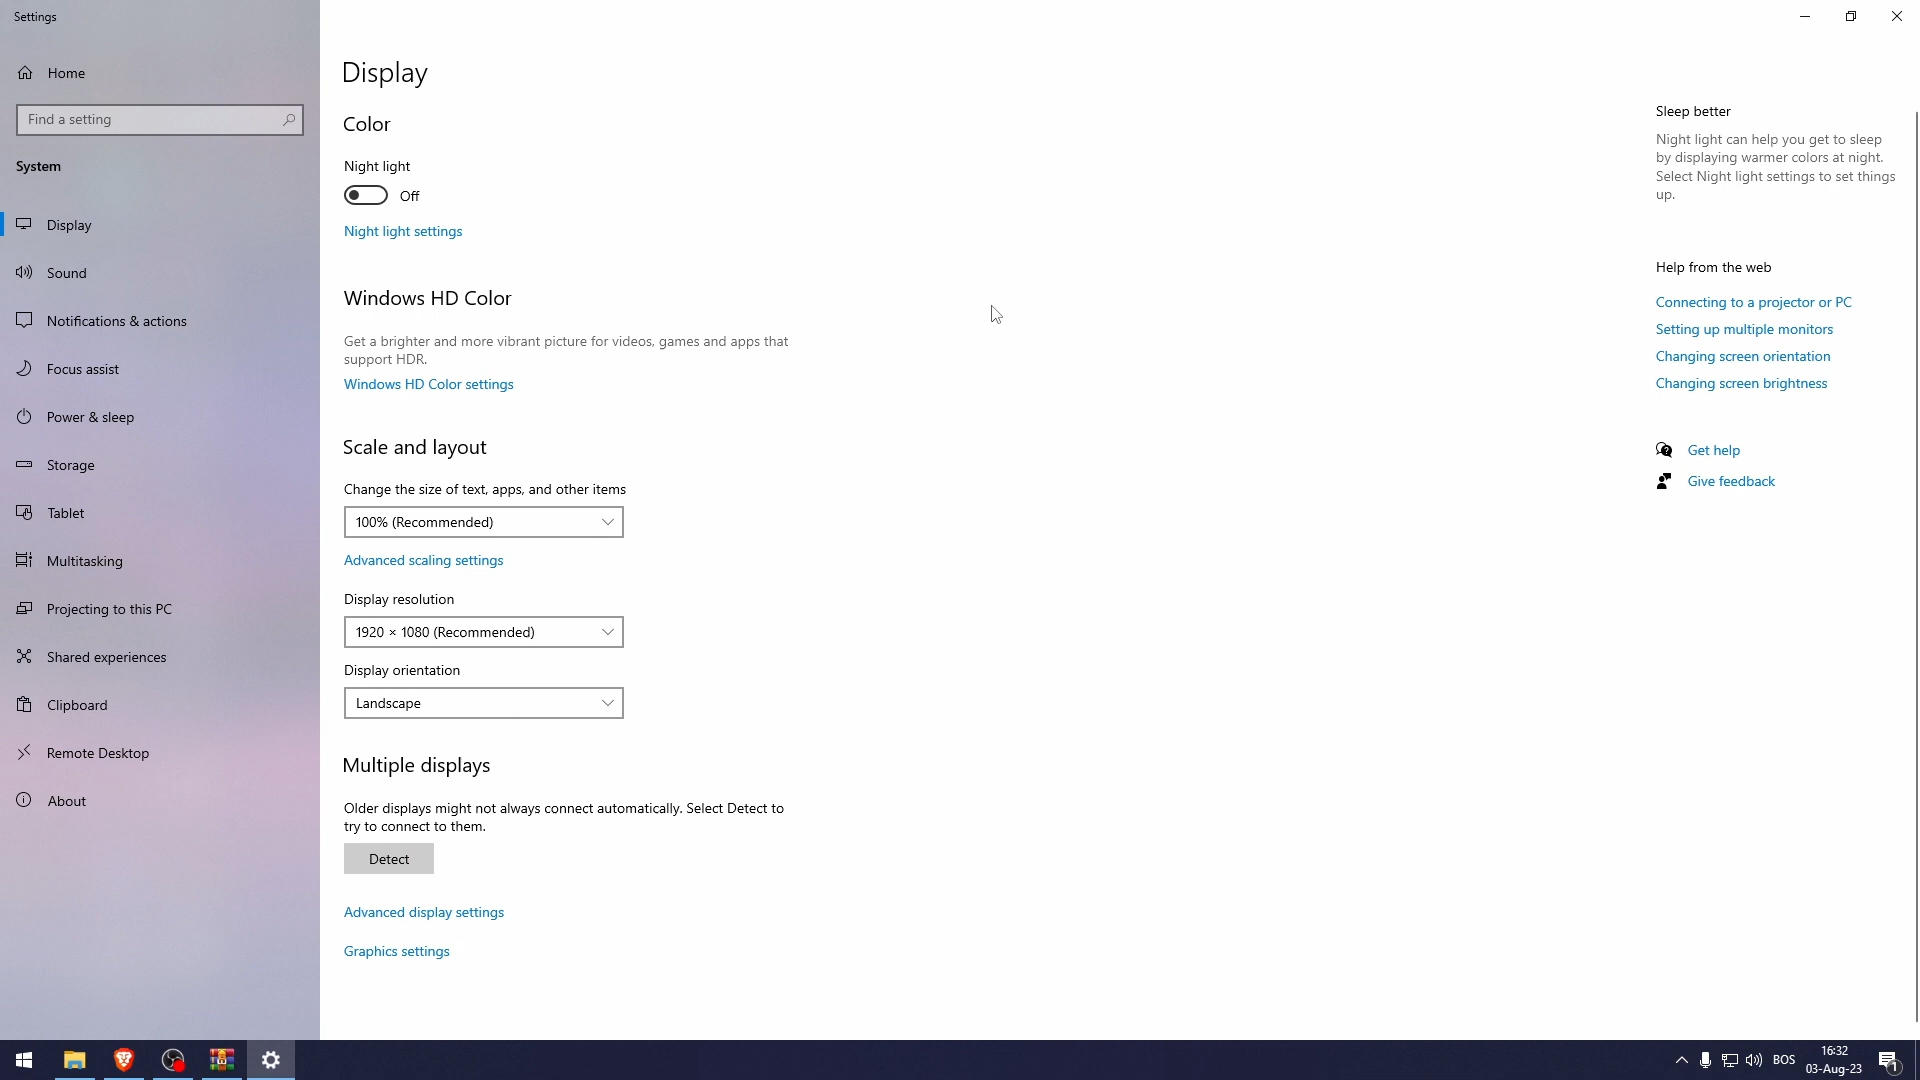 Settings
Home
Find a setting
System
Display
Sound
Notifications & actions
Focus assist
Power & sleep
Storage
Tablet
Multitasking
Projecting to this PC
Shared experiences
Clipboard
Remote Desktop
About
Display
Color
Night light
Off
Night light settings
Windows HD Color
Get a brighter and more vibrant picture for videos, games and apps that
support HDR.
Windows HD Color settings
Scale and layout
Change the size of text, apps, and other items
100% (Recommended)
Advanced scaling settings
Display resolution
1920 × 1080 (Recommended)
Display orientation
Landscape
Multiple displays
Older displays might not always connect automatically. Select Detect to
try to connect to them.
Detect
Advanced display settings
Graphics settings
Sleep better
Night light can help you get to sleep
by displaying warmer colors at night.
Select Night light settings to set things
up.
Help from the web
Connecting to a projector or PC
Setting up multiple monitors
Changing screen orientation
Changing screen brightness
Get help
Give feedback
BOS
16:32
03-Aug-23
1